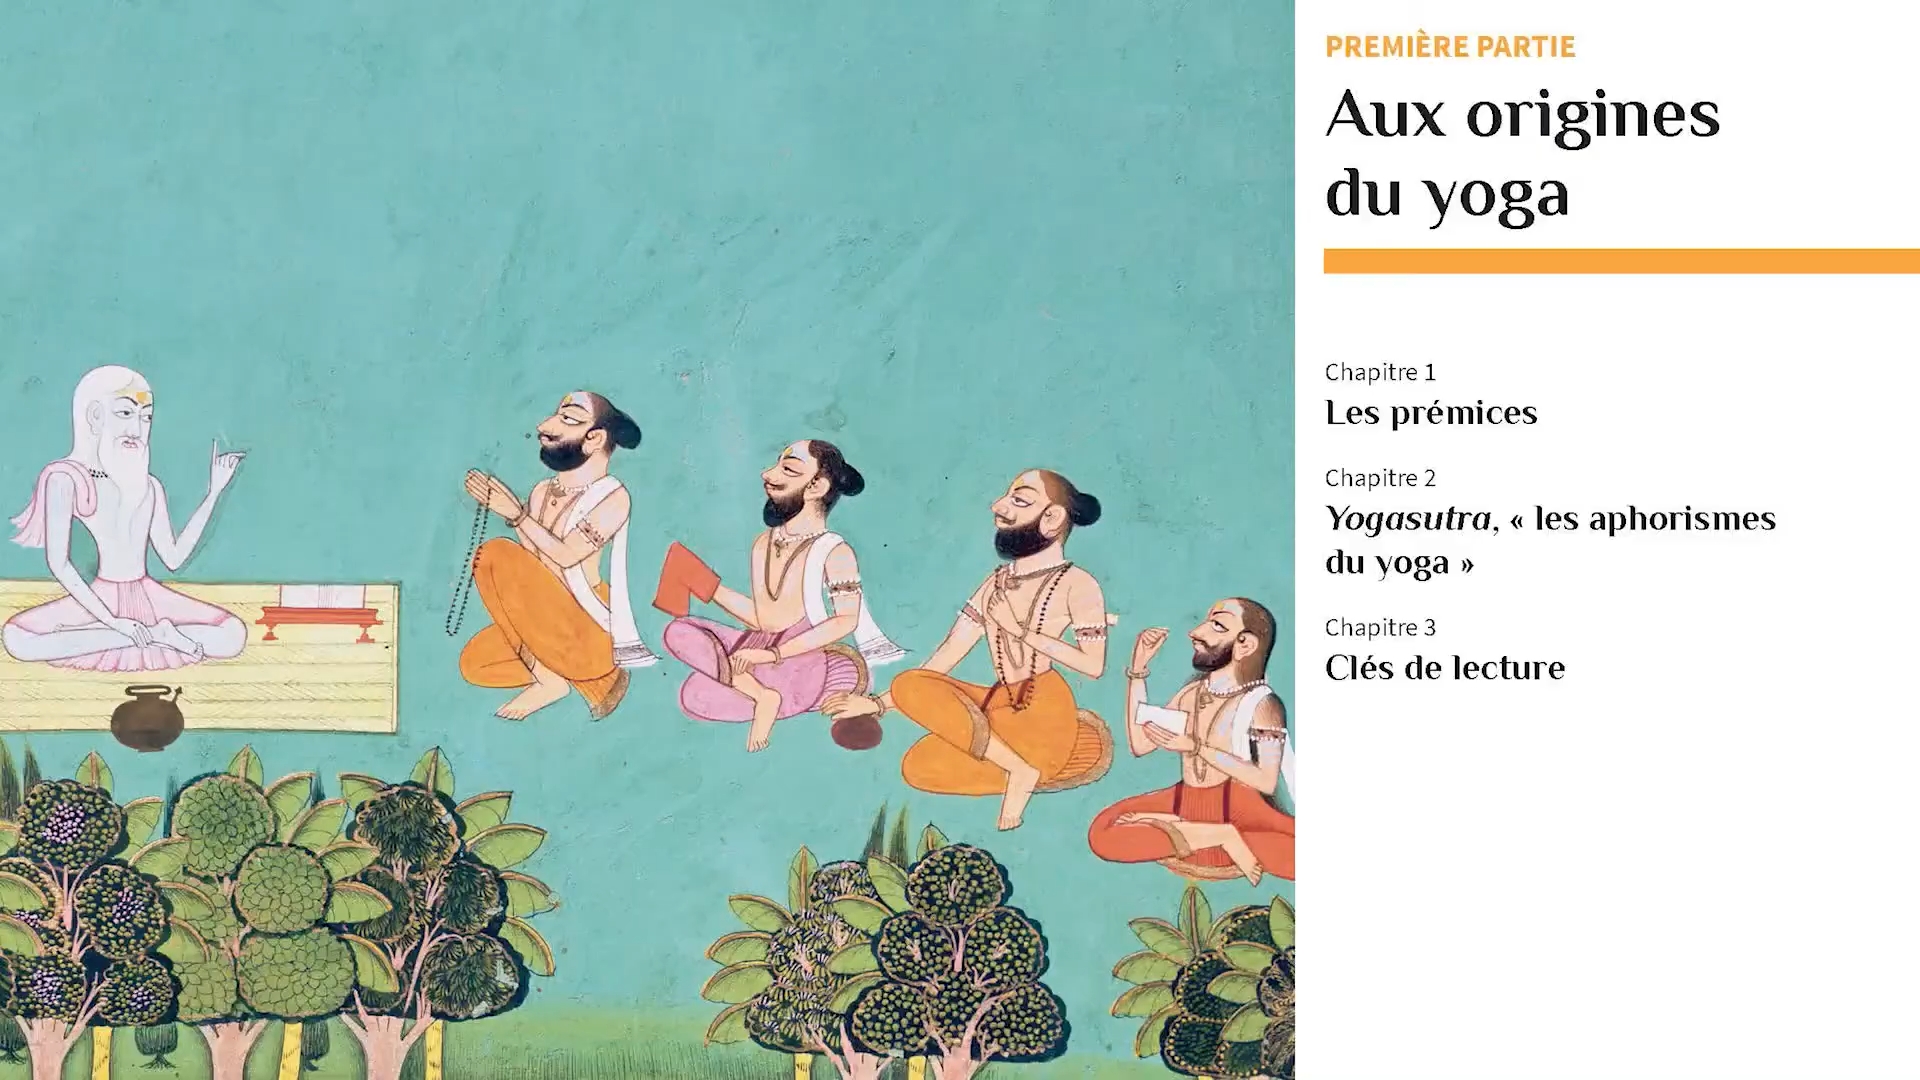 PREMIÈRE PARTIE
Aux origines
du yoga
Chapitre 1
Les prémices
Chapitre 2
Yogasutra, « les aphorismes
du yoga »
Chapitre 3
Clés de lecture